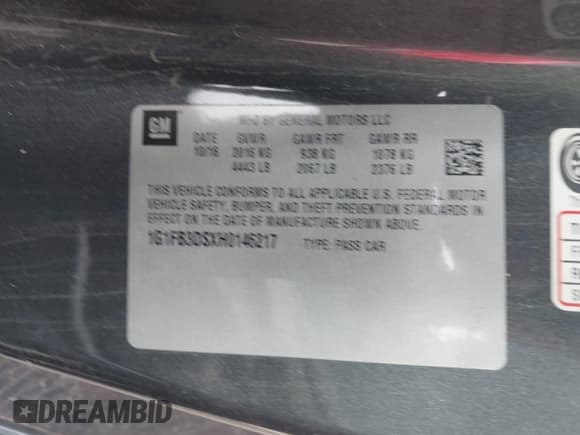 GM
MFD BY GENERAL MOTORS LLC
DATE GVWR GAWR FRT GAWR RR
10/16 2016 KG 938 KG 1078 KG
4443 LB 2067 LB 2376 LB
THIS VEHICLE CONFORMS TO ALL APPLICABLE U.S. FEDERAL MOTOR
VEHICLE SAFETY, BUMPER, AND THEFT PREVENTION STANDARDS IN
EFFECT ON THE DATE OF MANUFACTURE SHOWN ABOVE.
1G1FB3DSXH0146217 TYPE: PASS CAR
DREAMBID